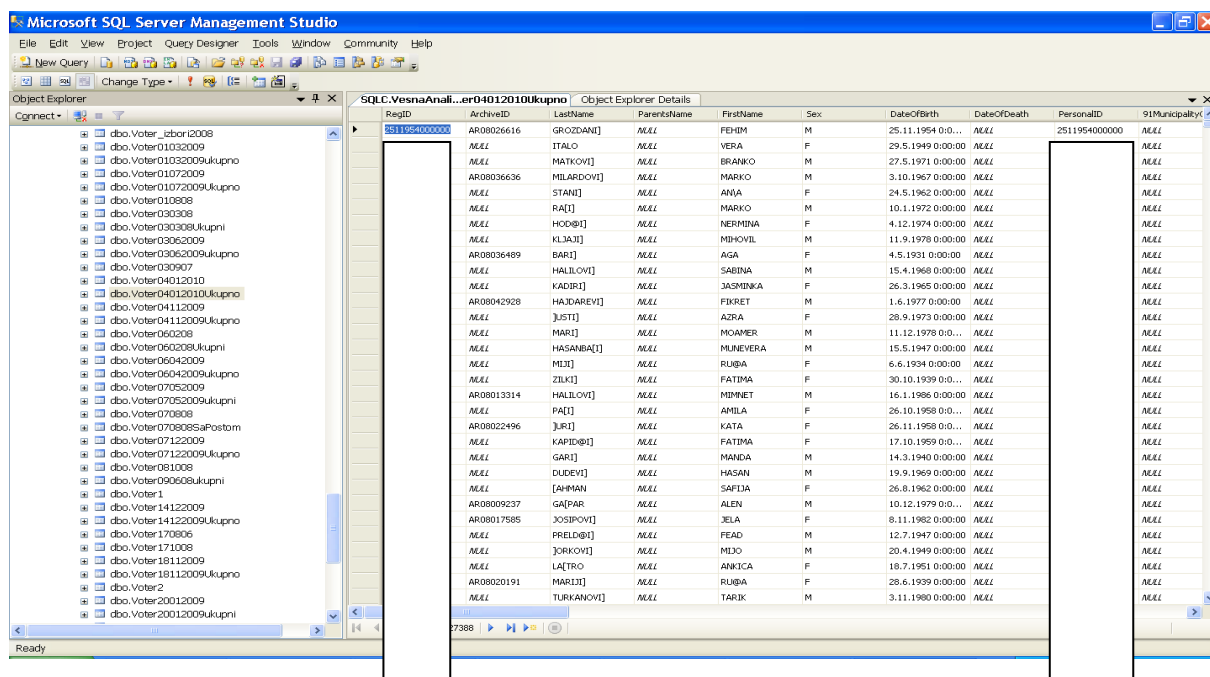 Microsoft SQL Server Management Studio
File Edit View Project Query Designer Tools Window Community Help
New Query
Change Type
Object Explorer
Connect
dbo.Voter_izbori2008
dbo.Voter01032009
dbo.Voter01032009ukupno
dbo.Voter01072009
dbo.Voter01072009Ukupno
dbo.Voter010808
dbo.Voter030308
dbo.Voter030308Ukupni
dbo.Voter03062009
dbo.Voter03062009ukupno
dbo.Voter030907
dbo.Voter04012010
dbo.Voter04012010Ukupno
dbo.Voter04112009
dbo.Voter04112009Ukupno
dbo.Voter060208
dbo.Voter060208Ukupni
dbo.Voter06042009
dbo.Voter06042009ukupno
dbo.Voter07052009
dbo.Voter07052009ukupni
dbo.Voter070808
dbo.Voter070808SaPostom
dbo.Voter07122009
dbo.Voter07122009Ukupno
dbo.Voter081008
dbo.Voter090608ukupni
dbo.Voter1
dbo.Voter14122009
dbo.Voter14122009Ukupno
dbo.Voter170806
dbo.Voter171008
dbo.Voter18112009
dbo.Voter18112009Ukupno
dbo.Voter2
dbo.Voter20012009
dbo.Voter20012009ukupni
SQLC.VesnaAnali...er04012010Ukupno Object Explorer Details
RegID ArchiveID LastName ParentsName FirstName Sex DateOfBirth DateOfDeath PersonalID 91Municipality
2511954000000 AR08026616 GROZDANI] NULL FEHIM M 25.11.1954 0:0... NULL 2511954000000 NULL
NULL ITALO NULL VERA F 29.5.1949 0:00:00 NULL NULL
NULL MATKOVI] NULL BRANKO M 27.5.1971 0:00:00 NULL NULL
AR08036636 MILARDOVI] NULL MARKO M 3.10.1967 0:00:00 NULL NULL
NULL STANI] NULL AN\A F 24.5.1962 0:00:00 NULL NULL
NULL RA[I] NULL MARKO M 10.1.1972 0:00:00 NULL NULL
NULL HOD@I] NULL NERMINA F 4.12.1974 0:00:00 NULL NULL
NULL KLJAJI] NULL MIHOVIL M 11.9.1978 0:00:00 NULL NULL
AR08036489 BARI] NULL AGA F 4.5.1931 0:00:00 NULL NULL
NULL HALILOVI] NULL SABINA M 15.4.1968 0:00:00 NULL NULL
NULL KADIRI] NULL JASMINKA F 26.3.1965 0:00:00 NULL NULL
AR08042928 HAJDAREVI] NULL FIKRET M 1.6.1977 0:00:00 NULL NULL
NULL ]USTI] NULL AZRA F 28.9.1973 0:00:00 NULL NULL
NULL MARI] NULL MOAMER M 11.12.1978 0:0... NULL NULL
NULL HASANBA[I] NULL MUNEVERA F 15.5.1947 0:00:00 NULL NULL
NULL MIJI] NULL RU@A F 6.6.1934 0:00:00 NULL NULL
NULL ZILKI] NULL FATIMA F 30.10.1939 0:0... NULL NULL
AR08013314 HALILOVI] NULL MIMNET M 16.1.1986 0:00:00 NULL NULL
NULL PA[I] NULL AMILA F 26.10.1958 0:0... NULL NULL
AR08022496 ]URI] NULL KATA F 26.11.1958 0:0... NULL NULL
NULL KAPID@I] NULL FATIMA F 17.10.1959 0:0... NULL NULL
NULL GARI] NULL MANDA F 14.3.1940 0:00:00 NULL NULL
NULL DUDEVI] NULL HASAN M 19.9.1969 0:00:00 NULL NULL
NULL [AHMAN NULL SAFIJA F 26.8.1962 0:00:00 NULL NULL
AR08009237 GA[PAR NULL ALEN M 10.12.1979 0:0... NULL NULL
AR08017585 JOSIPOVI] NULL JELA F 8.11.1982 0:00:00 NULL NULL
NULL PRELD@I] NULL FEAD M 12.7.1947 0:00:00 NULL NULL
NULL ]ORKOVI] NULL MIJO M 20.4.1949 0:00:00 NULL NULL
NULL LA[TRO NULL ANKICA F 18.7.1951 0:00:00 NULL NULL
AR08020191 MARIJI] NULL RU@A F 28.6.1939 0:00:00 NULL NULL
NULL TURKANOVI] NULL TARIK M 3.11.1980 0:00:00 NULL NULL
27388
Ready